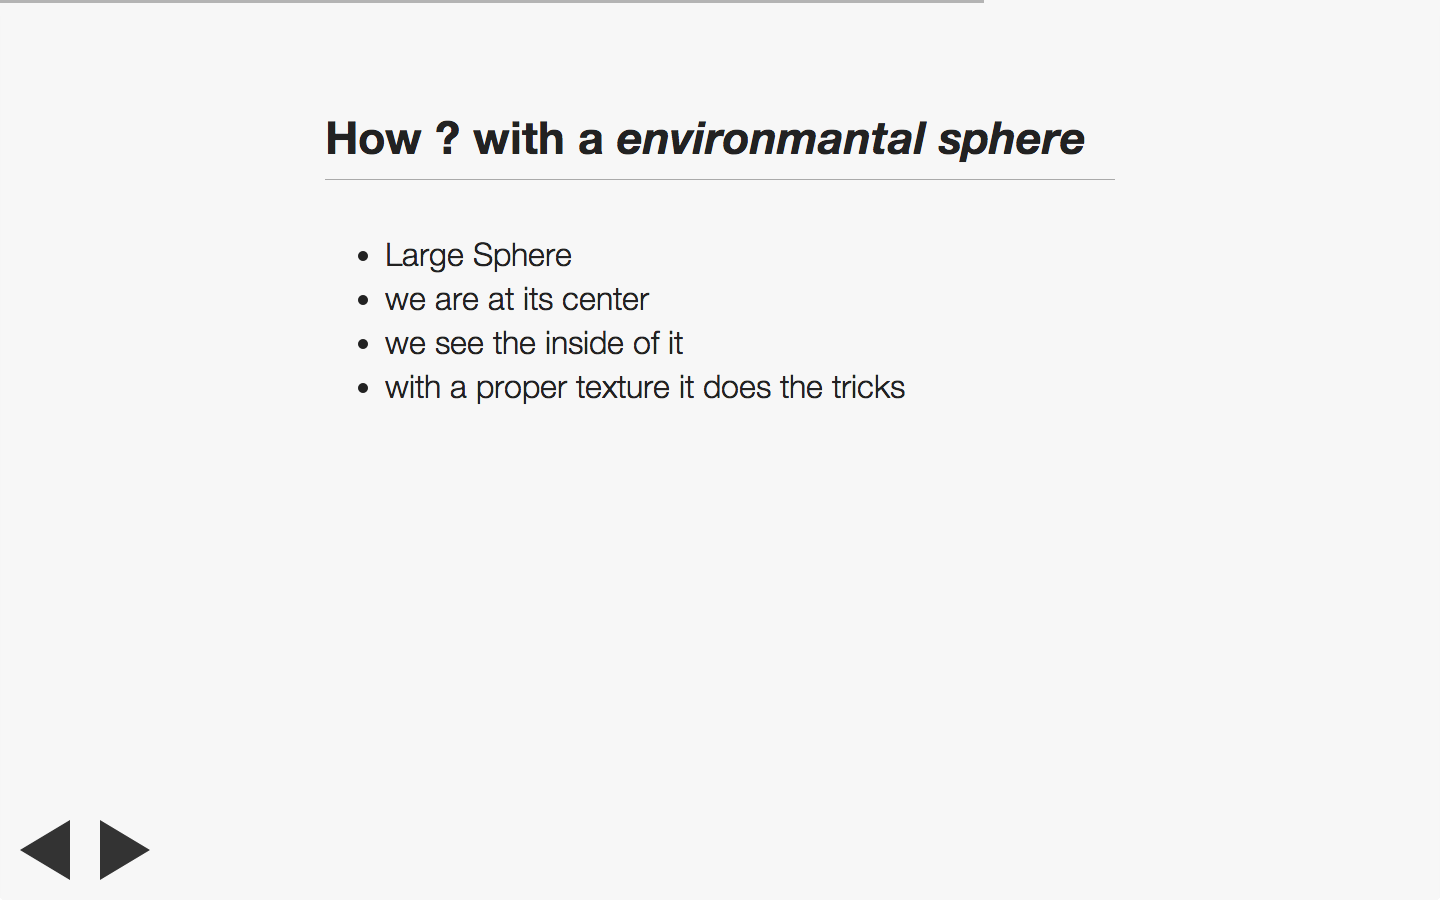 How ? with a environmantal sphere
Large Sphere
we are at its center
we see the inside of it
with a proper texture it does the tricks